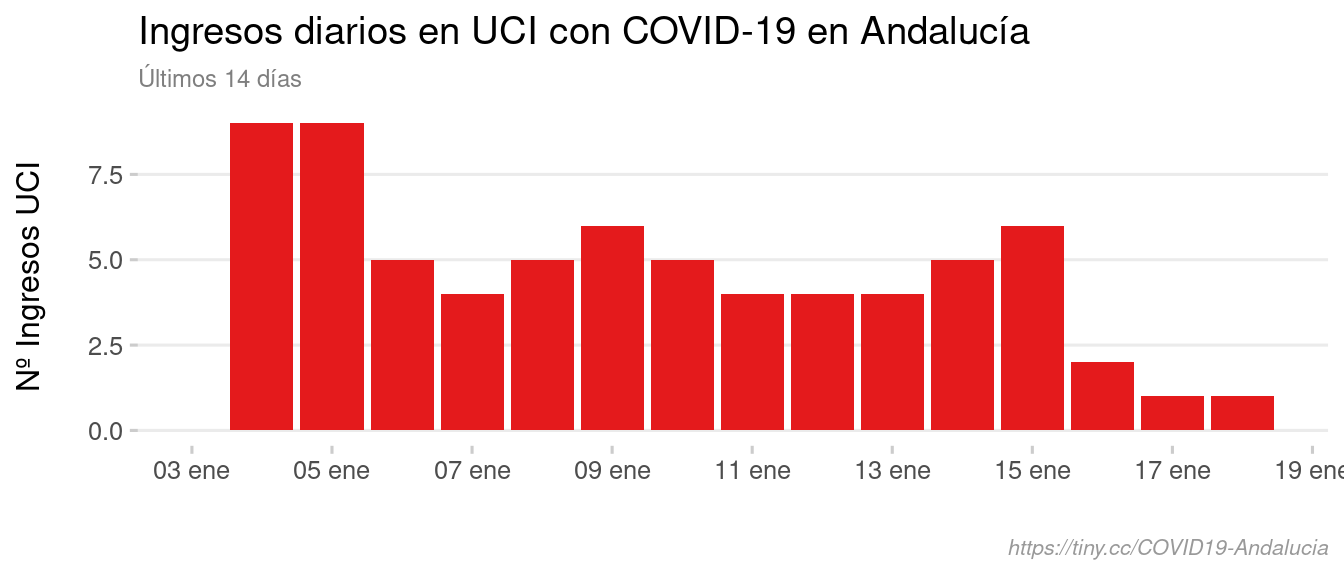 Ingresos diarios en UCI con COVID-19 en Andalucía
Últimos 14 días
Nº Ingresos UCI
7.5
5.0
2.5
0.0
03 ene 05 ene 07 ene 09 ene 11 ene 13 ene 15 ene 17 ene 19 ene
https://tiny.cc/COVID19-Andalucia